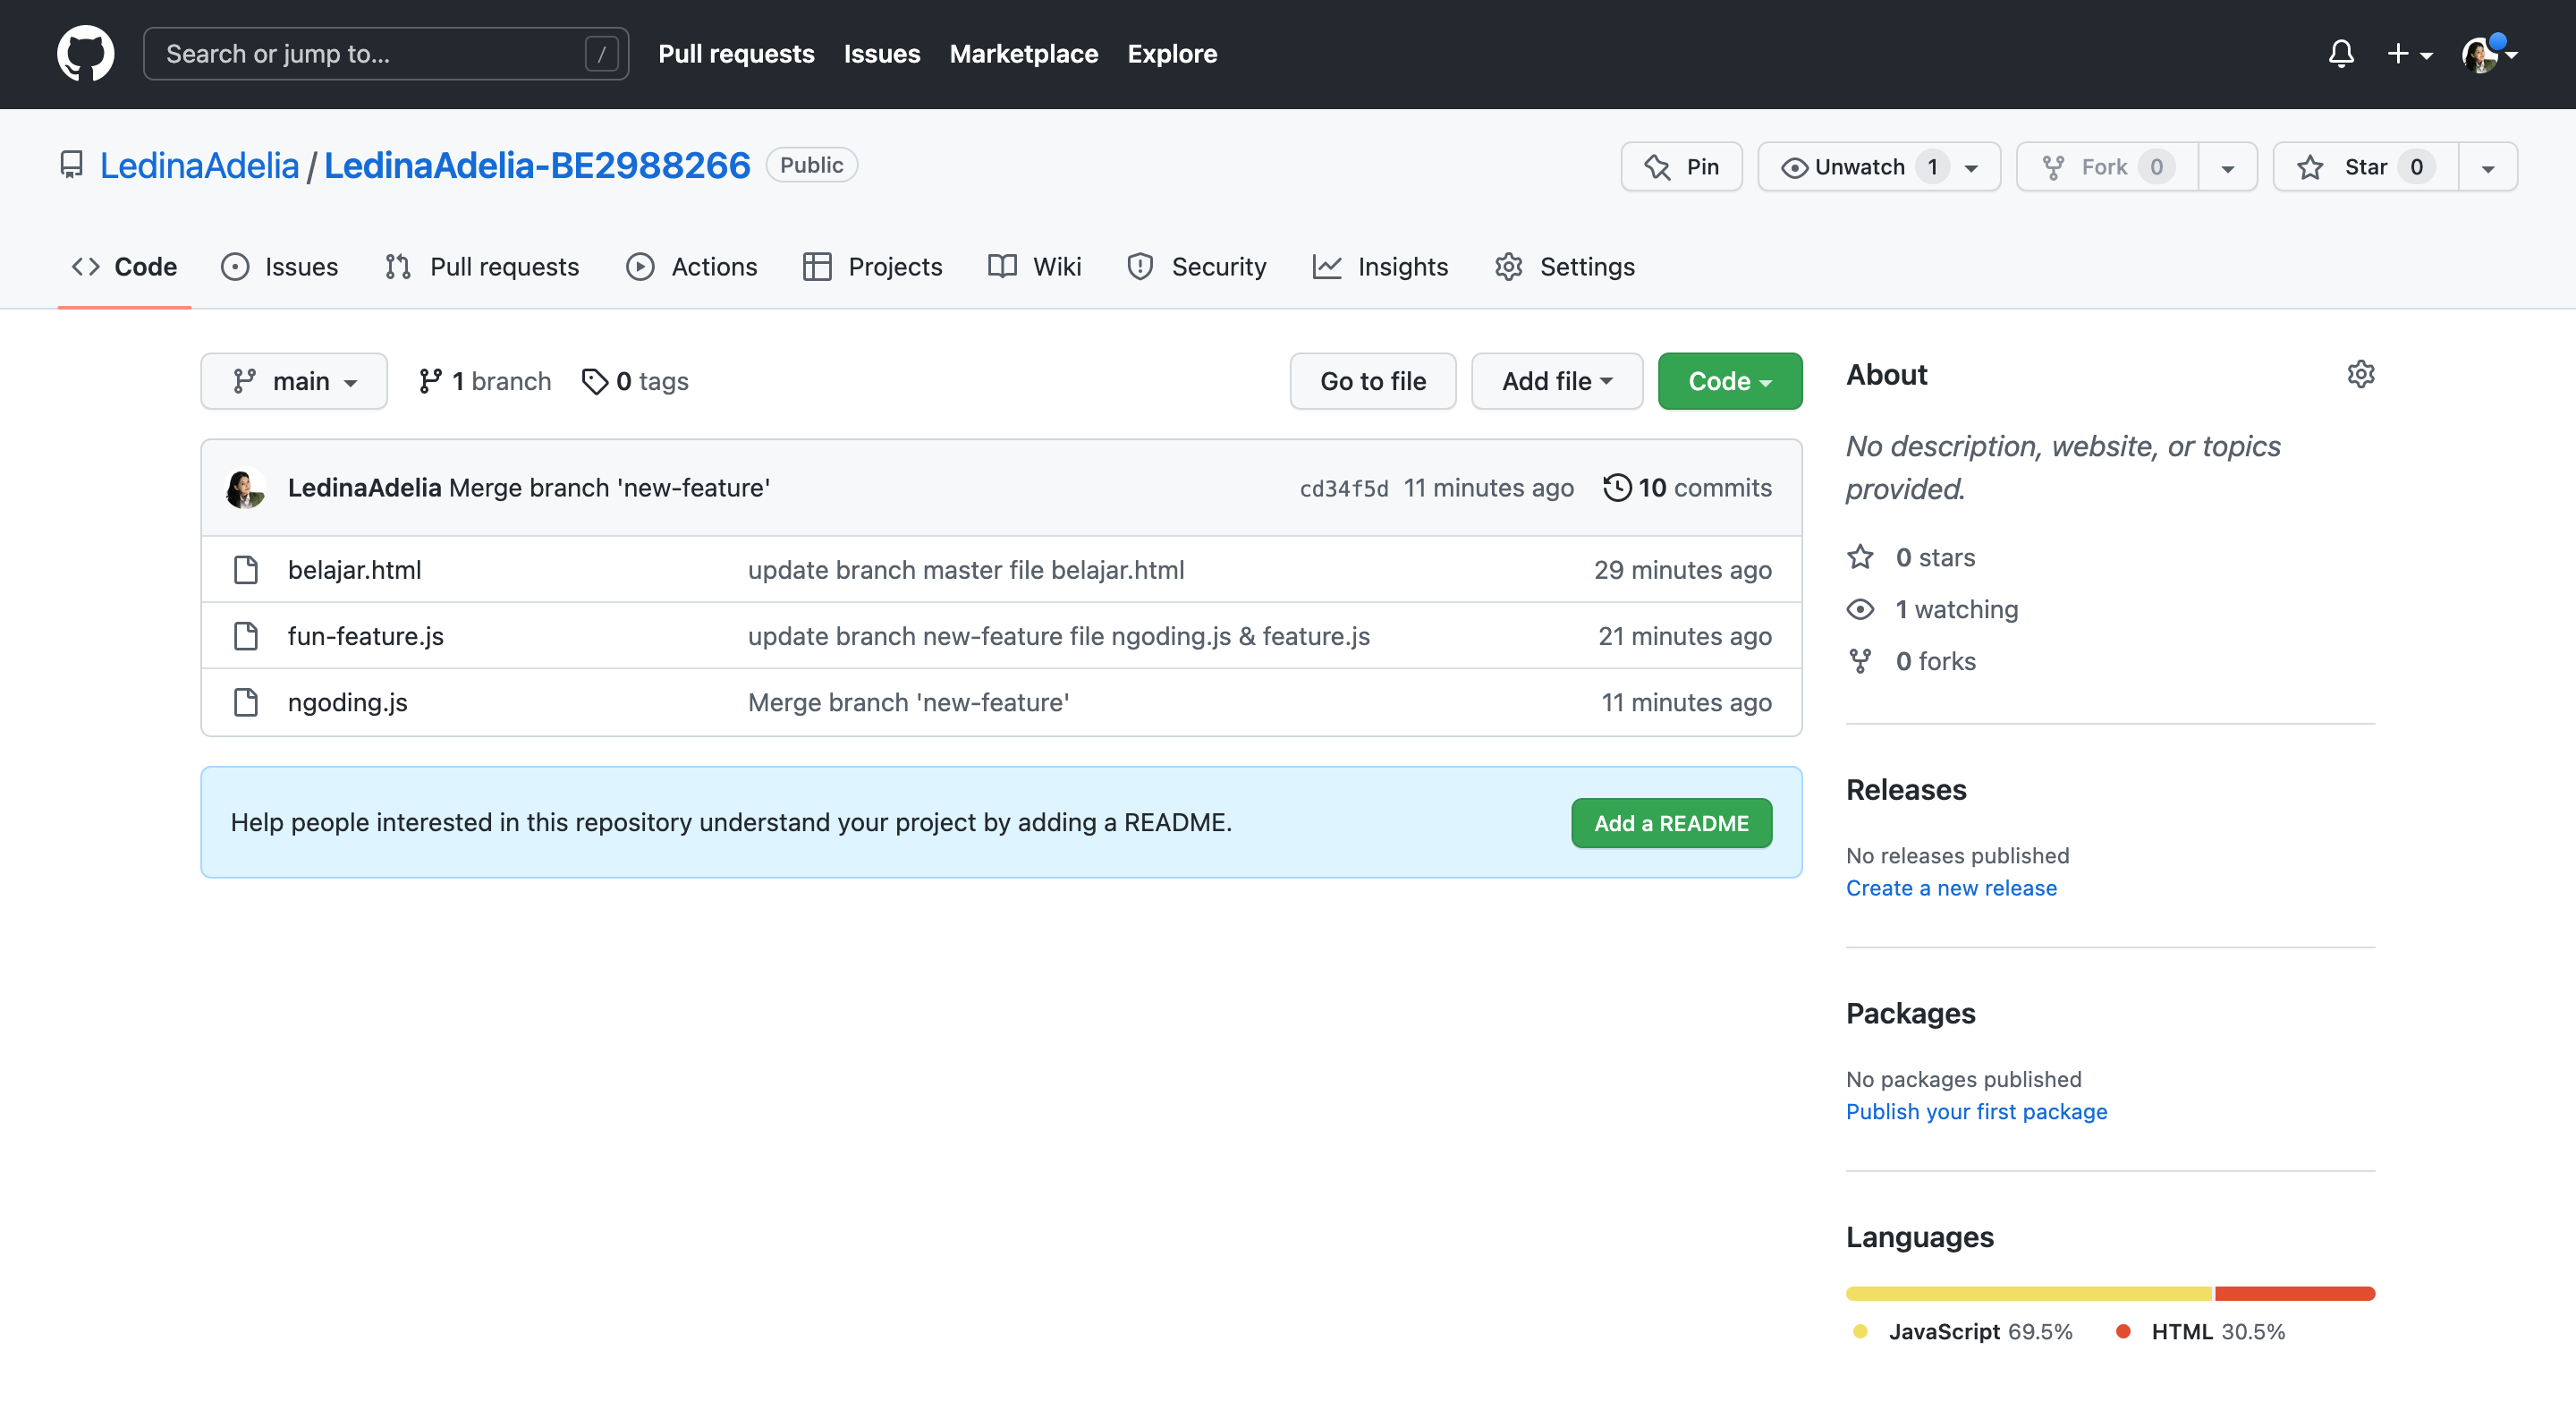 Search or jump to... /
Pull requests Issues Marketplace Explore
LedinaAdelia / LedinaAdelia-BE2988266 Public
Pin Unwatch 1 Fork 0 Star 0
Code Issues Pull requests Actions Projects Wiki Security Insights Settings
main 1 branch 0 tags Go to file Add file Code
LedinaAdelia Merge branch 'new-feature' cd34f5d 11 minutes ago 10 commits
belajar.html update branch master file belajar.html 29 minutes ago
fun-feature.js update branch new-feature file ngoding.js & feature.js 21 minutes ago
ngoding.js Merge branch 'new-feature' 11 minutes ago
Help people interested in this repository understand your project by adding a README. Add a README
About
No description, website, or topics
provided.
0 stars
1 watching
0 forks
Releases
No releases published
Create a new release
Packages
No packages published
Publish your first package
Languages
JavaScript 69.5% HTML 30.5%